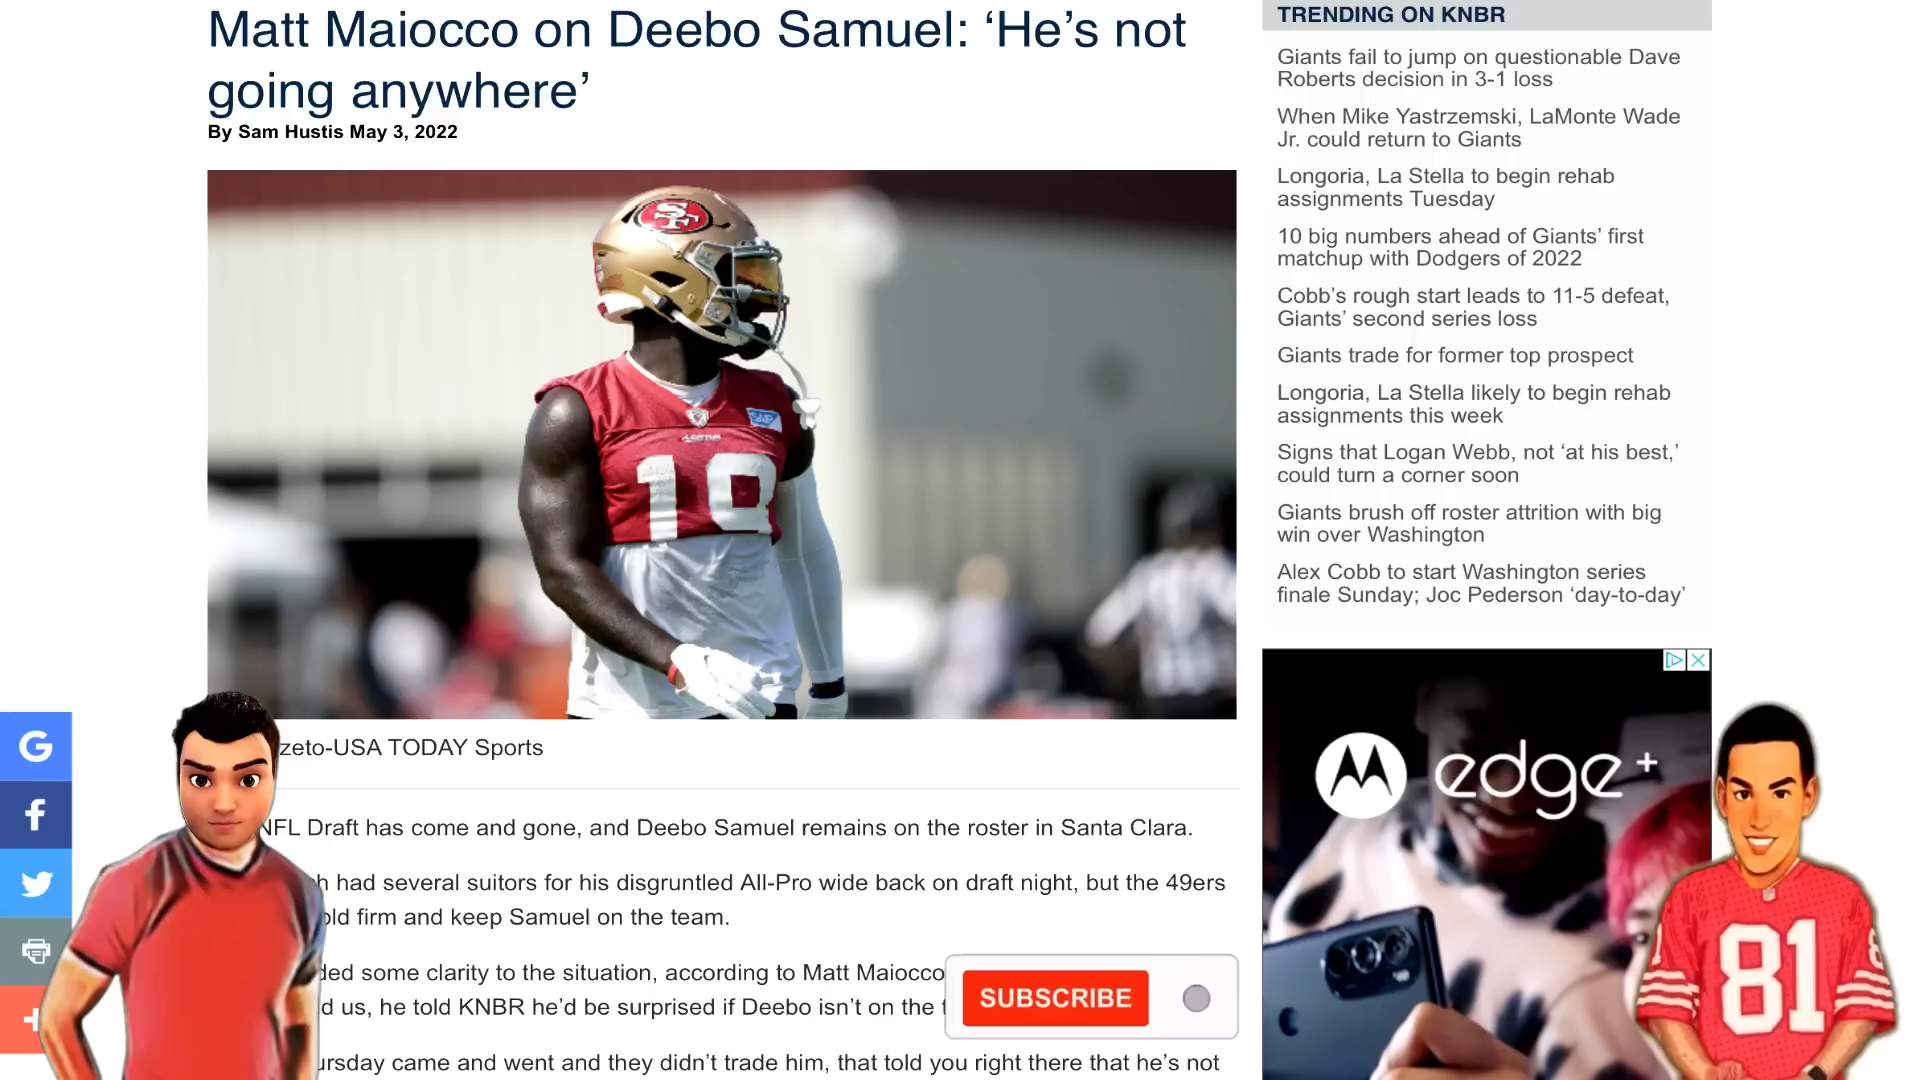 Matt Maiocco on Deebo Samuel: ‘He’s not
going anywhere’
By Sam Hustis May 3, 2022
SF
19
zeto-USA TODAY Sports
NFL Draft has come and gone, and Deebo Samuel remains on the roster in Santa Clara.
had several suitors for his disgruntled All-Pro wide back on draft night, but the 49ers
firm and keep Samuel on the team.
some clarity to the situation, according to Matt Maiocco
us, he told KNBR he’d be surprised if Deebo isn’t on the
came and went and they didn’t trade him, that told you right there that he’s not
SUBSCRIBE
TRENDING ON KNBR
Giants fail to jump on questionable Dave
Roberts decision in 3-1 loss
When Mike Yastrzemski, LaMonte Wade
Jr. could return to Giants
Longoria, La Stella to begin rehab
assignments Tuesday
10 big numbers ahead of Giants’ first
matchup with Dodgers of 2022
Cobb’s rough start leads to 11-5 defeat,
Giants’ second series loss
Giants trade for former top prospect
Longoria, La Stella likely to begin rehab
assignments this week
Signs that Logan Webb, not ‘at his best,’
could turn a corner soon
Giants brush off roster attrition with big
win over Washington
Alex Cobb to start Washington series
finale Sunday; Joc Pederson ‘day-to-day’
edge+
81